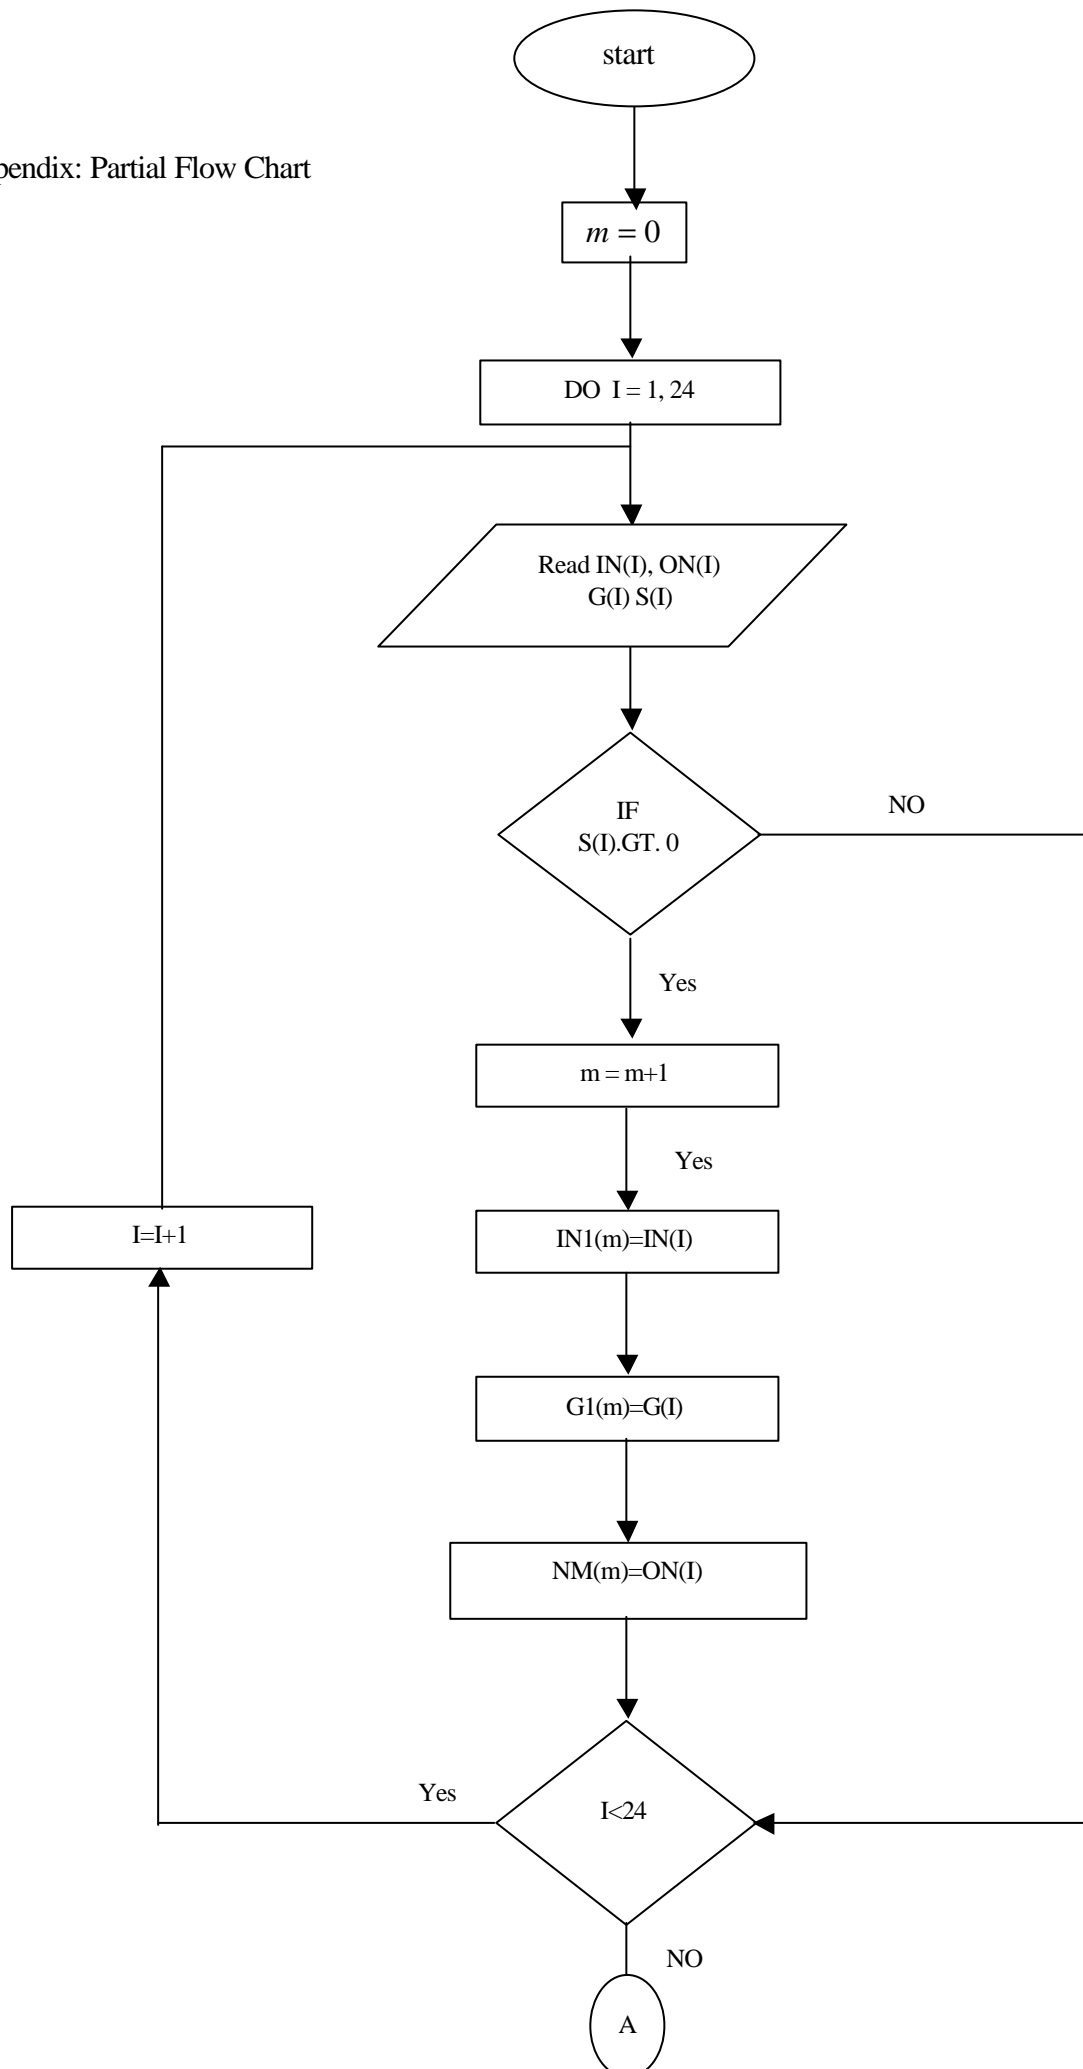 start
pendix: Partial Flow Chart
m = 0
DO I = 1, 24
Read IN(I), ON(I)
G(I) S(I)
IF
S(I).GT. 0
NO
Yes
m = m+1
Yes
I=I+1
IN1(m)=IN(I)
G1(m)=G(I)
NM(m)=ON(I)
Yes
I<24
NO
A